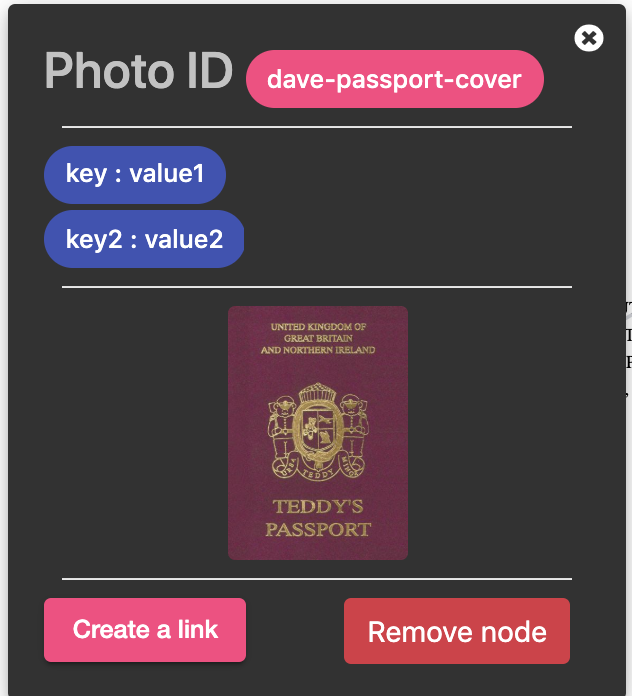 Photo ID dave-passport-cover
key : value1
key2 : value2
UNITED KINGDOM OF
GREAT BRITAIN
AND NORTHERN IRELAND
TEDDY
TEDDY'S
PASSPORT
Create a link
Remove node